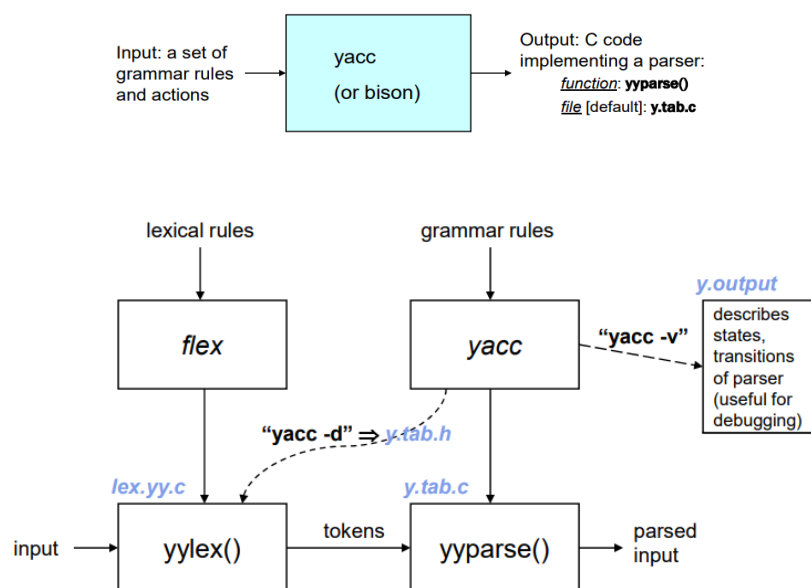 Input: a set of
grammar rules
and actions
yacc
(or bison)
Output: C code
implementing a parser:
function: yyparse()
file [default]: y.tab.c
lexical rules
grammar rules
y.output
flex
yacc
“yacc -v”
describes
states,
transitions
of parser
(useful for
debugging)
“yacc -d” ⇒ y.tab.h
lex.yy.c
y.tab.c
input
yylex()
tokens
yyparse()
parsed
input